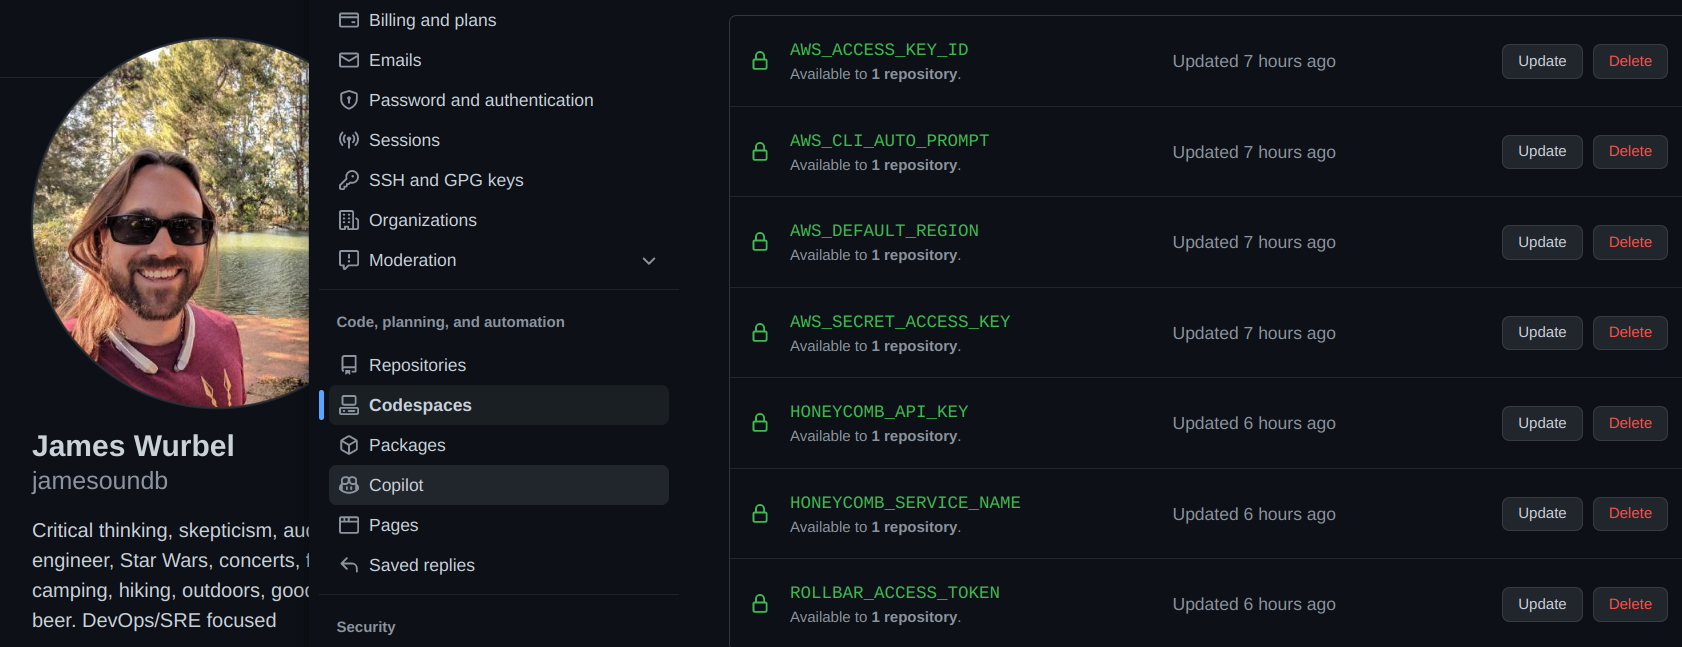 James Wurbel
jamesoundb
Critical thinking, skepticism,
engineer, Star Wars, concerts,
camping, hiking, outdoors,
beer. DevOps/SRE focused
Billing and plans
Emails
Password and authentication
Sessions
SSH and GPG keys
Organizations
Moderation
Code, planning, and automation
Repositories
Codespaces
Packages
Copilot
Pages
Saved replies
Security
AWS_ACCESS_KEY_ID
Available to 1 repository.
Updated 7 hours ago
Update Delete
AWS_CLI_AUTO_PROMPT
Available to 1 repository.
Updated 7 hours ago
Update Delete
AWS_DEFAULT_REGION
Available to 1 repository.
Updated 7 hours ago
Update Delete
AWS_SECRET_ACCESS_KEY
Available to 1 repository.
Updated 7 hours ago
Update Delete
HONEYCOMB_API_KEY
Available to 1 repository.
Updated 6 hours ago
Update Delete
HONEYCOMB_SERVICE_NAME
Available to 1 repository.
Updated 6 hours ago
Update Delete
ROLLBAR_ACCESS_TOKEN
Available to 1 repository.
Updated 6 hours ago
Update Delete